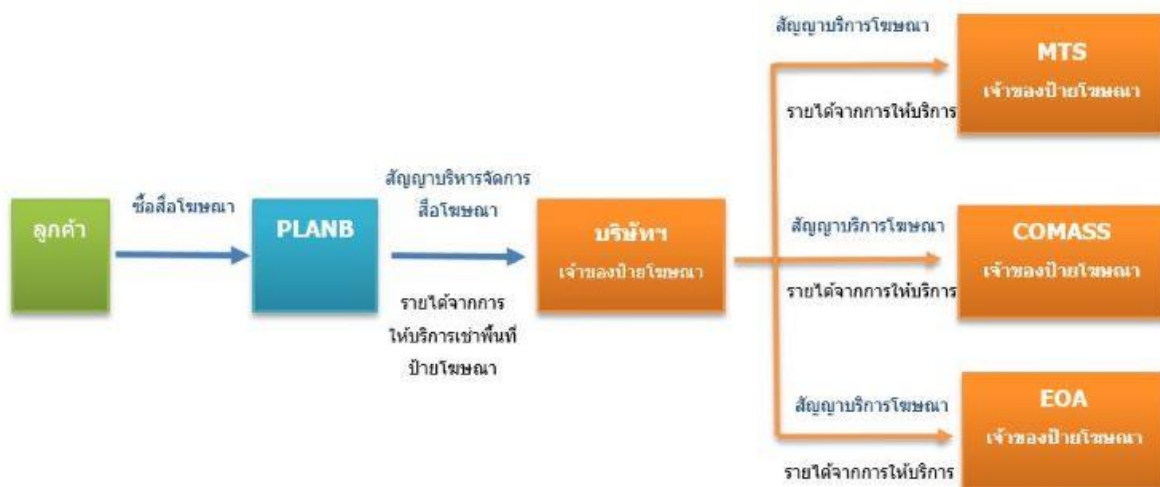 ลูกค้า
ซื้อสื่อโฆษณา
PLANB
สัญญาบริหารจัดการ
สื่อโฆษณา
รายได้จากการ
ให้บริการเช่าพื้นที่
ป้ายโฆษณา
บริษัทฯ
เจ้าของป้ายโฆษณา
สัญญาบริการโฆษณา
รายได้จากการให้บริการ
MTS
เจ้าของป้ายโฆษณา
สัญญาบริการโฆษณา
รายได้จากการให้บริการ
COMASS
เจ้าของป้ายโฆษณา
สัญญาบริการโฆษณา
รายได้จากการให้บริการ
EOA
เจ้าของป้ายโฆษณา